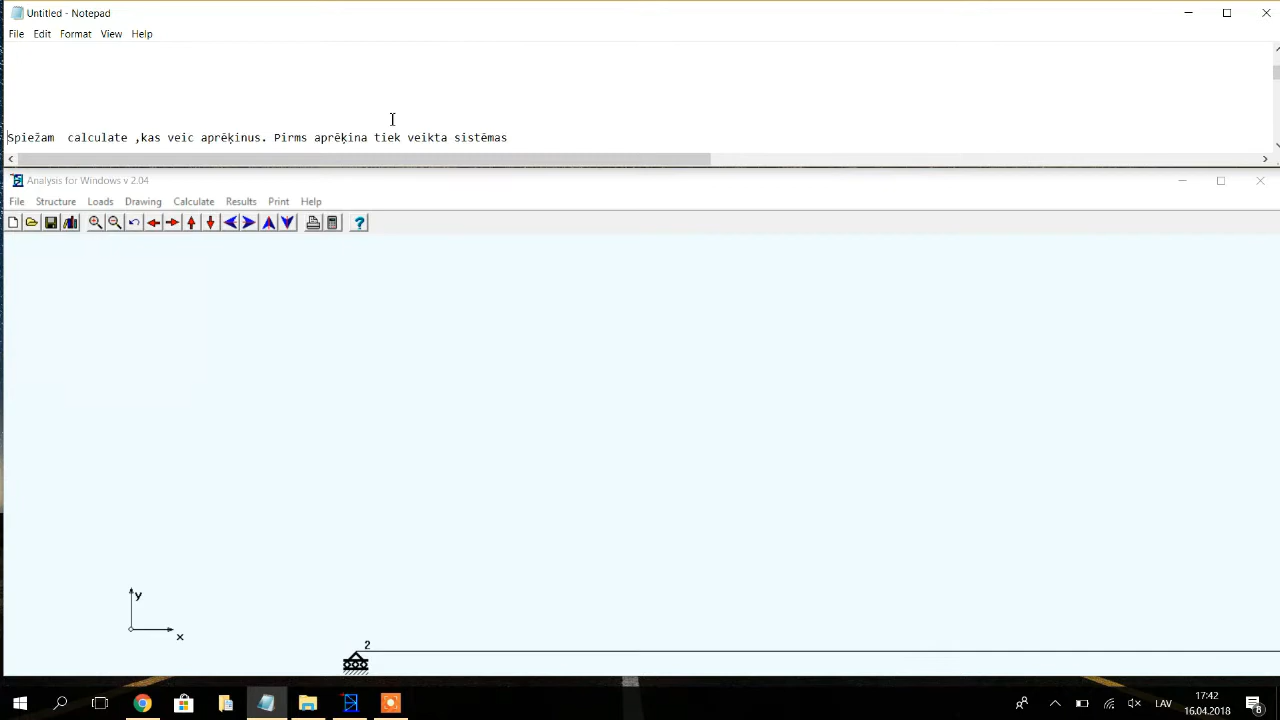 Untitled - Notepad
File Edit Format View Help
Spiežam  calculate ,kas veic aprēķinus. Pirms aprēķina tiek veikta sistēmas
Analysis for Windows v 2.04
File Structure Loads Drawing Calculate Results Print Help
y
x
2
LAV
17:42
16.04.2018
6